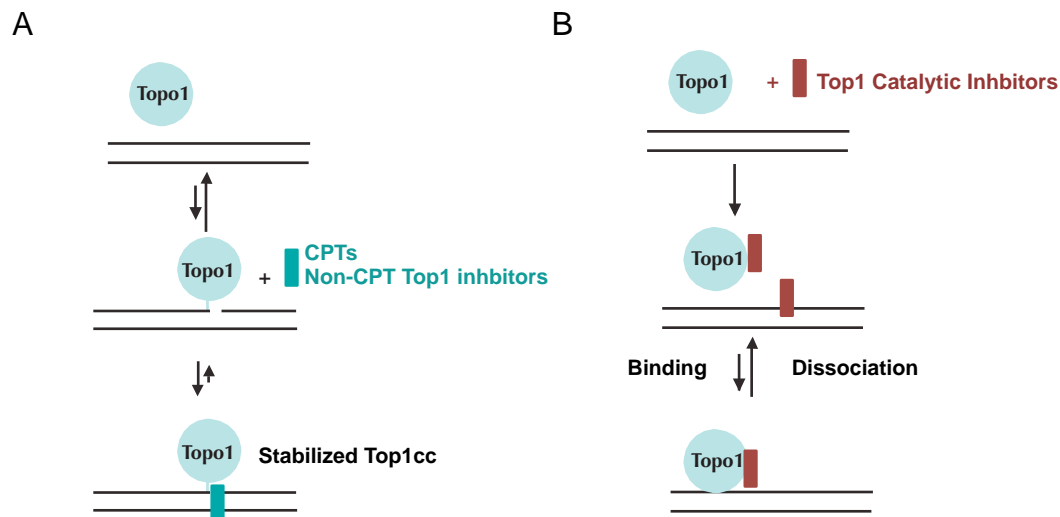 A
Topo1
Topo1
+
CPTs
Non-CPT Top1 inhbitors
Topo1
Stabilized Top1cc
B
Topo1
+ Top1 Catalytic Inhbitors
Topo1
Binding
Dissociation
Topo1